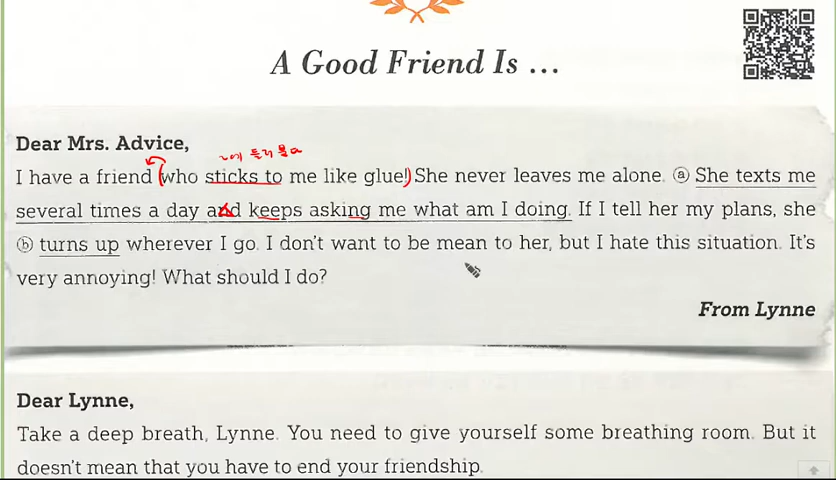 A Good Friend Is ...
Dear Mrs. Advice,
I have a friend (who sticks to me like glue!) She never leaves me alone. ⓐ She texts me
several times a day and keeps asking me what am I doing. If I tell her my plans, she
ⓑ turns up wherever I go. I don't want to be mean to her, but I hate this situation. It's
very annoying! What should I do?
From Lynne
Dear Lynne,
Take a deep breath, Lynne. You need to give yourself some breathing room. But it
doesn't mean that you have to end your friendship.